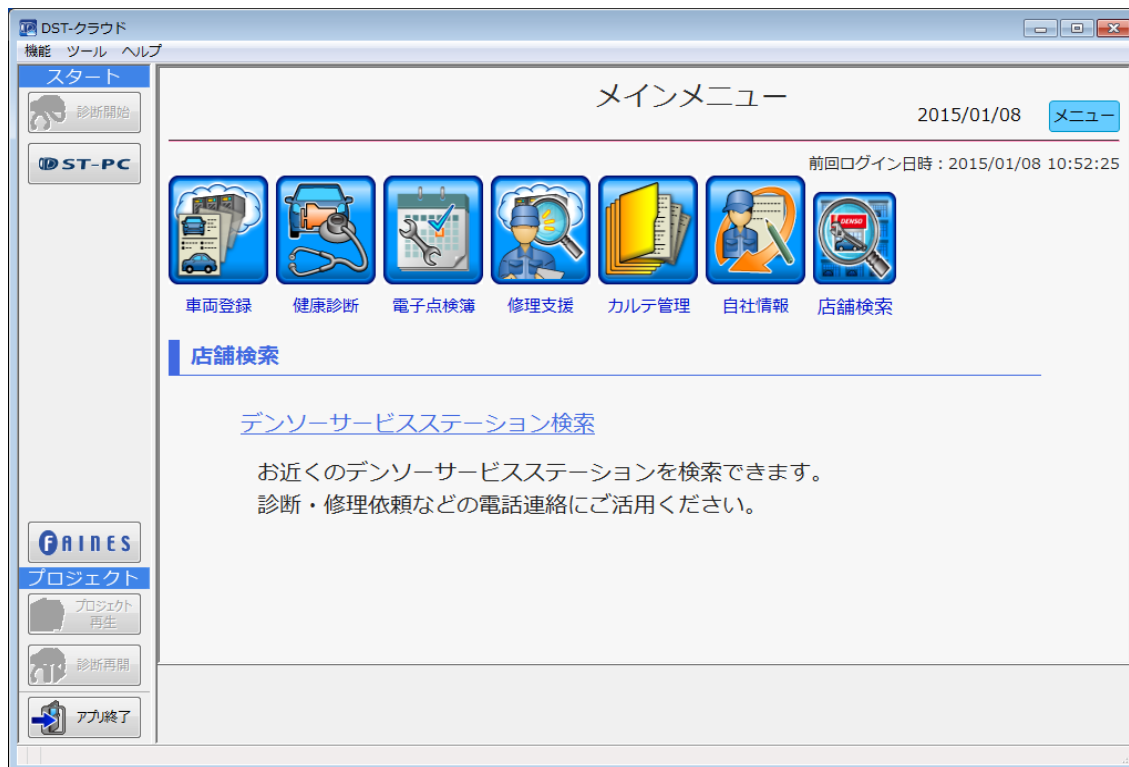 DST-クラウド
機能 ツール ヘルプ
スタート
診断開始
DST-PC
メインメニュー
2015/01/08
メニュー
前回ログイン日時:2015/01/08 10:52:25
DENSO
車両登録 健康診断 電子点検簿 修理支援 カルテ管理 自社情報 店舗検索
店舗検索
デンソーサービスステーション検索
お近くのデンソーサービスステーションを検索できます。
診断・修理依頼などの電話連絡にご活用ください。
FAINES
プロジェクト
プロジェクト
再生
診断再開
アプリ終了